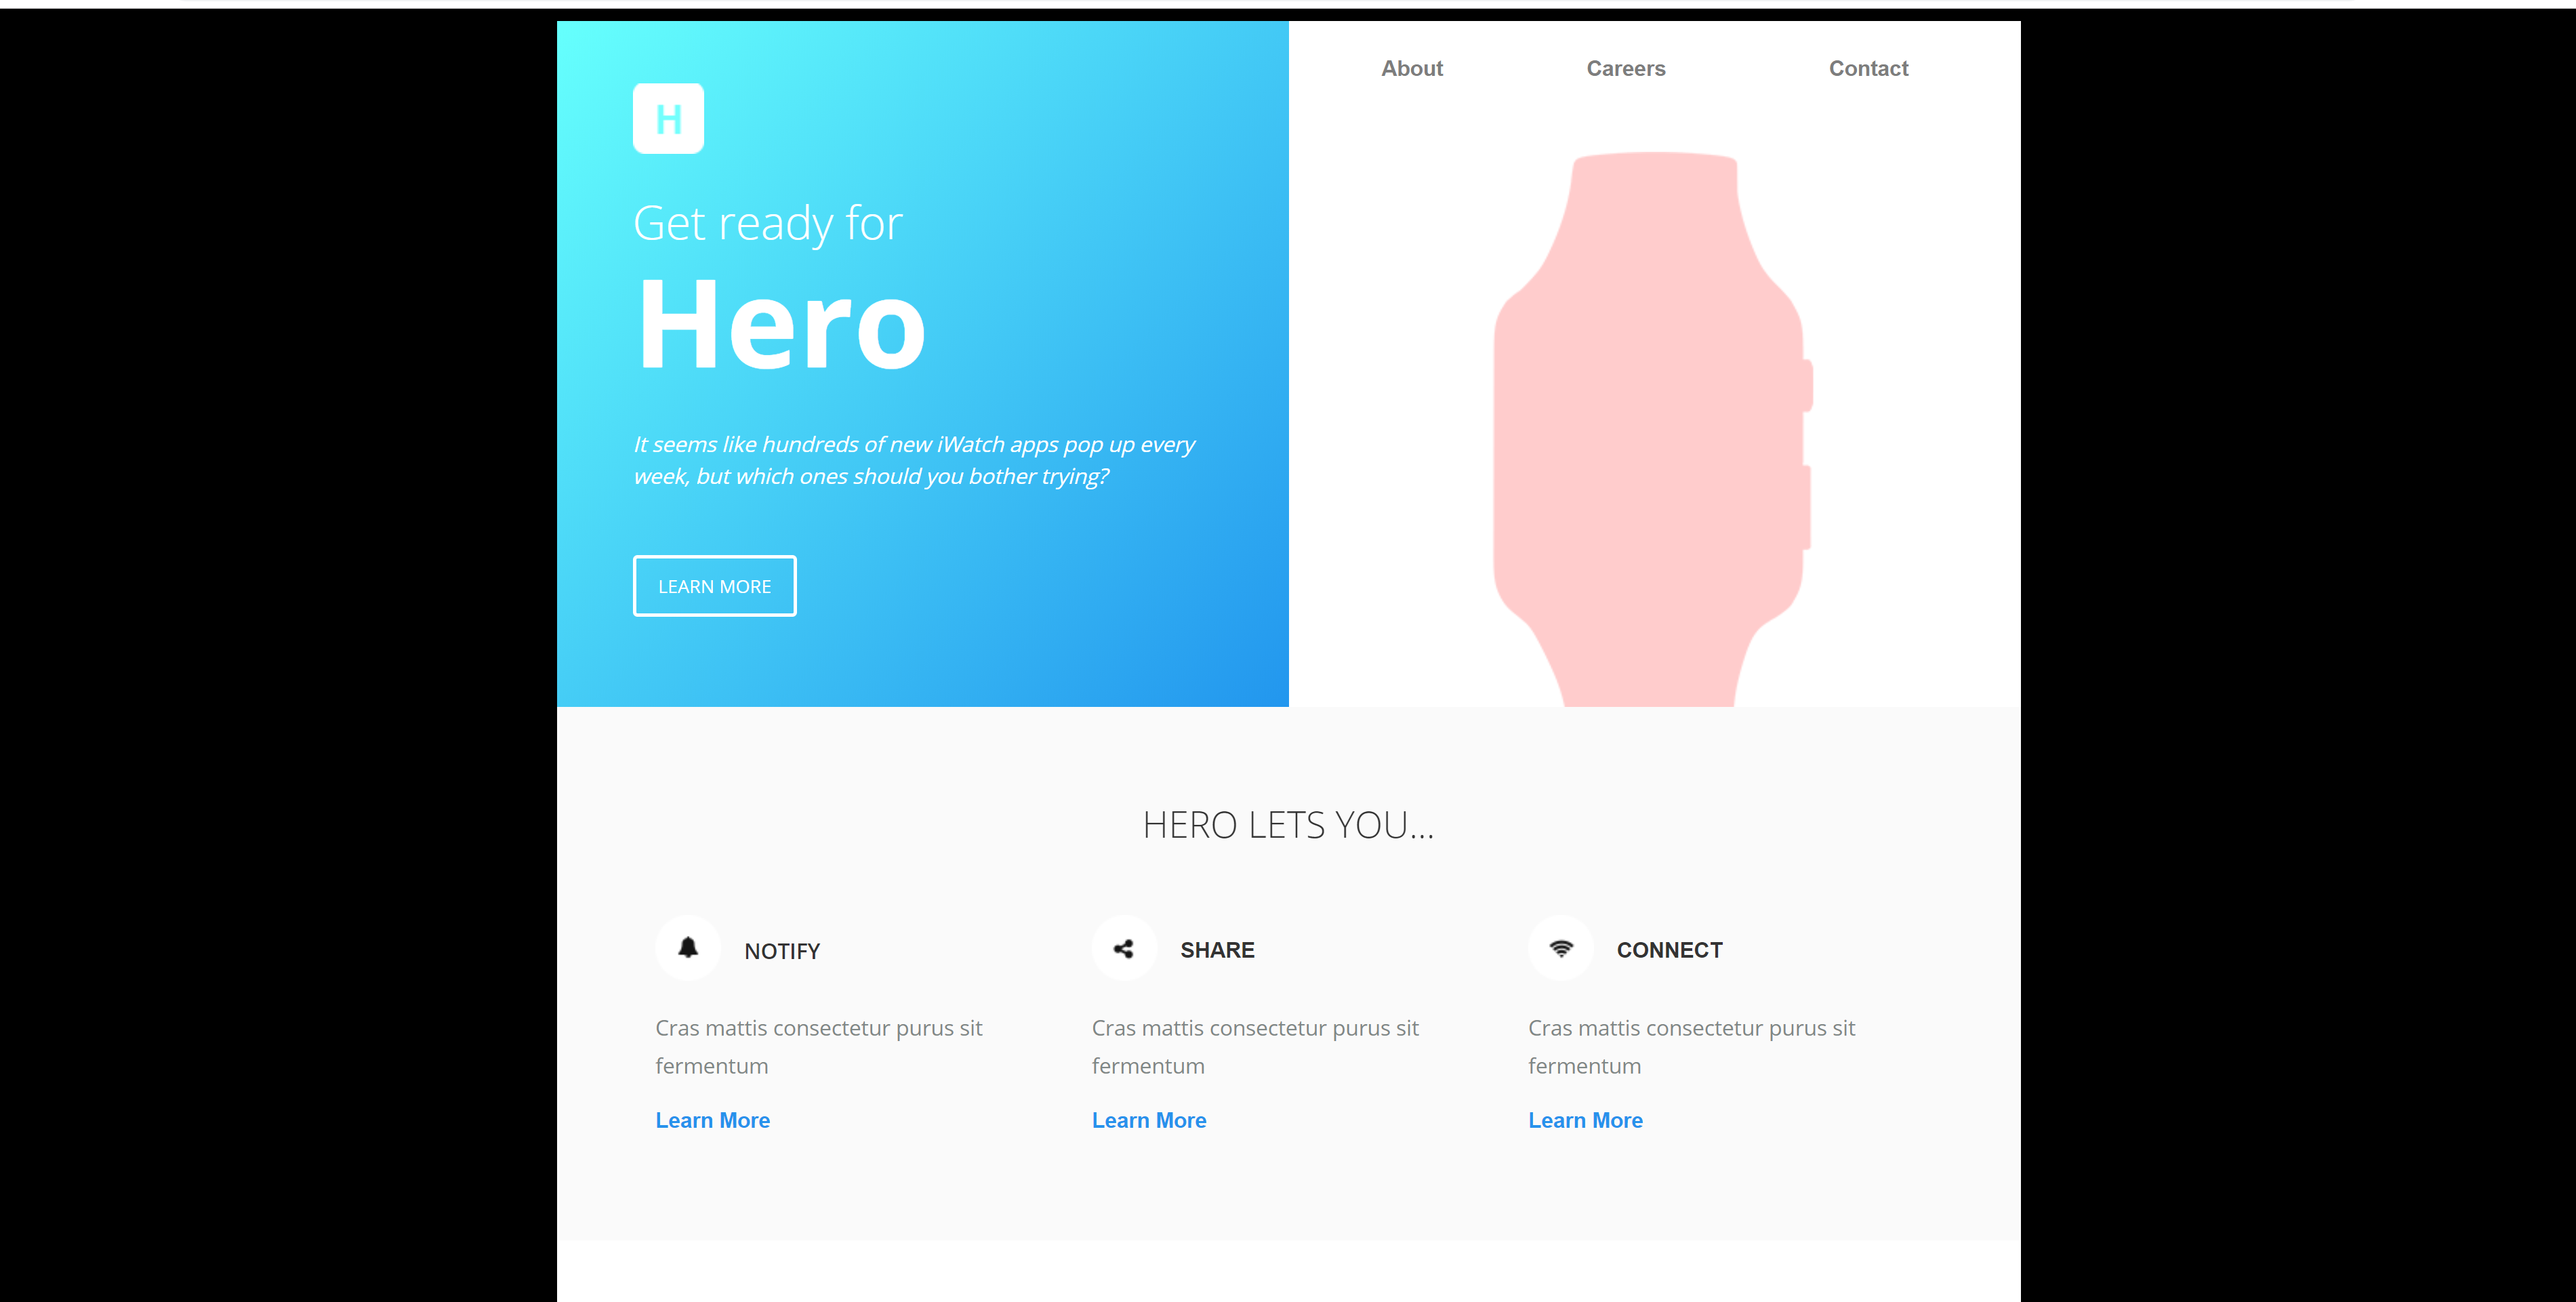 About
Careers
Contact
H
Get ready for
Hero
It seems like hundreds of new iWatch apps pop up every
week, but which ones should you bother trying?
LEARN MORE
HERO LETS YOU...
NOTIFY
Cras mattis consectetur purus sit
fermentum
Learn More
SHARE
Cras mattis consectetur purus sit
fermentum
Learn More
CONNECT
Cras mattis consectetur purus sit
fermentum
Learn More